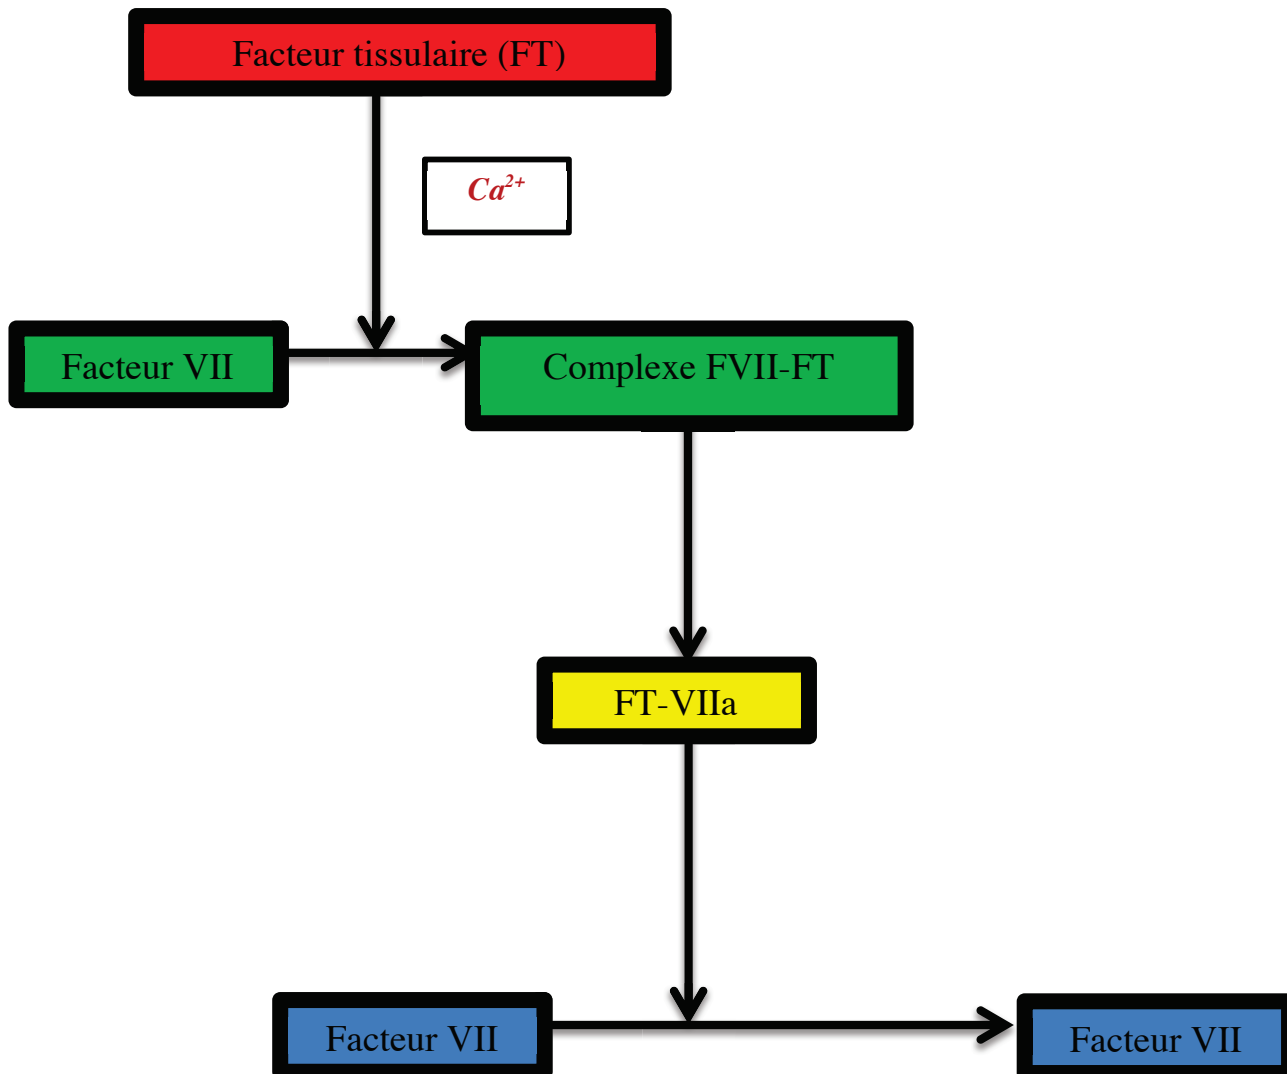 Facteur tissulaire (FT)
Ca2+
Facteur VII
Complexe FVII-FT
FT-VIIa
Facteur VII
Facteur VII